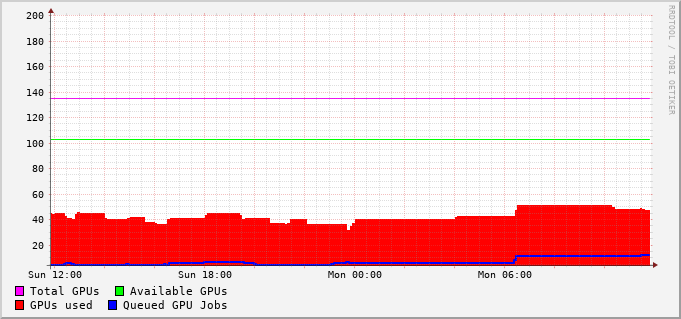 200
180
160
140
120
100
80
60
40
20
Sun 12:00 Sun 18:00 Mon 00:00 Mon 06:00
Total GPUs Available GPUs
GPUs used Queued GPU Jobs
RRDTOOL / TOBI OETIKER